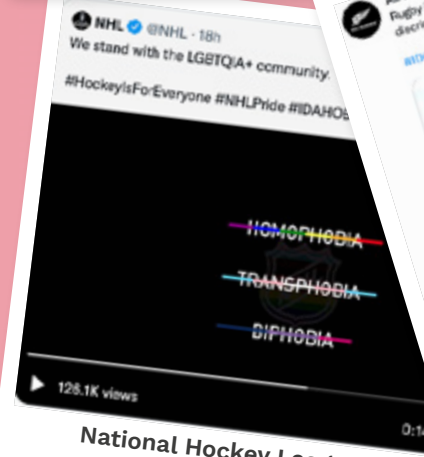 NHL @NHL · 18h
We stand with the LGBTQIA+ community.
#HockeyIsForEveryone #NHLPride
HOMOPHOBIA
TRANSPHOBIA
BIPHOBIA
126.1K views
National Hockey
Rugby